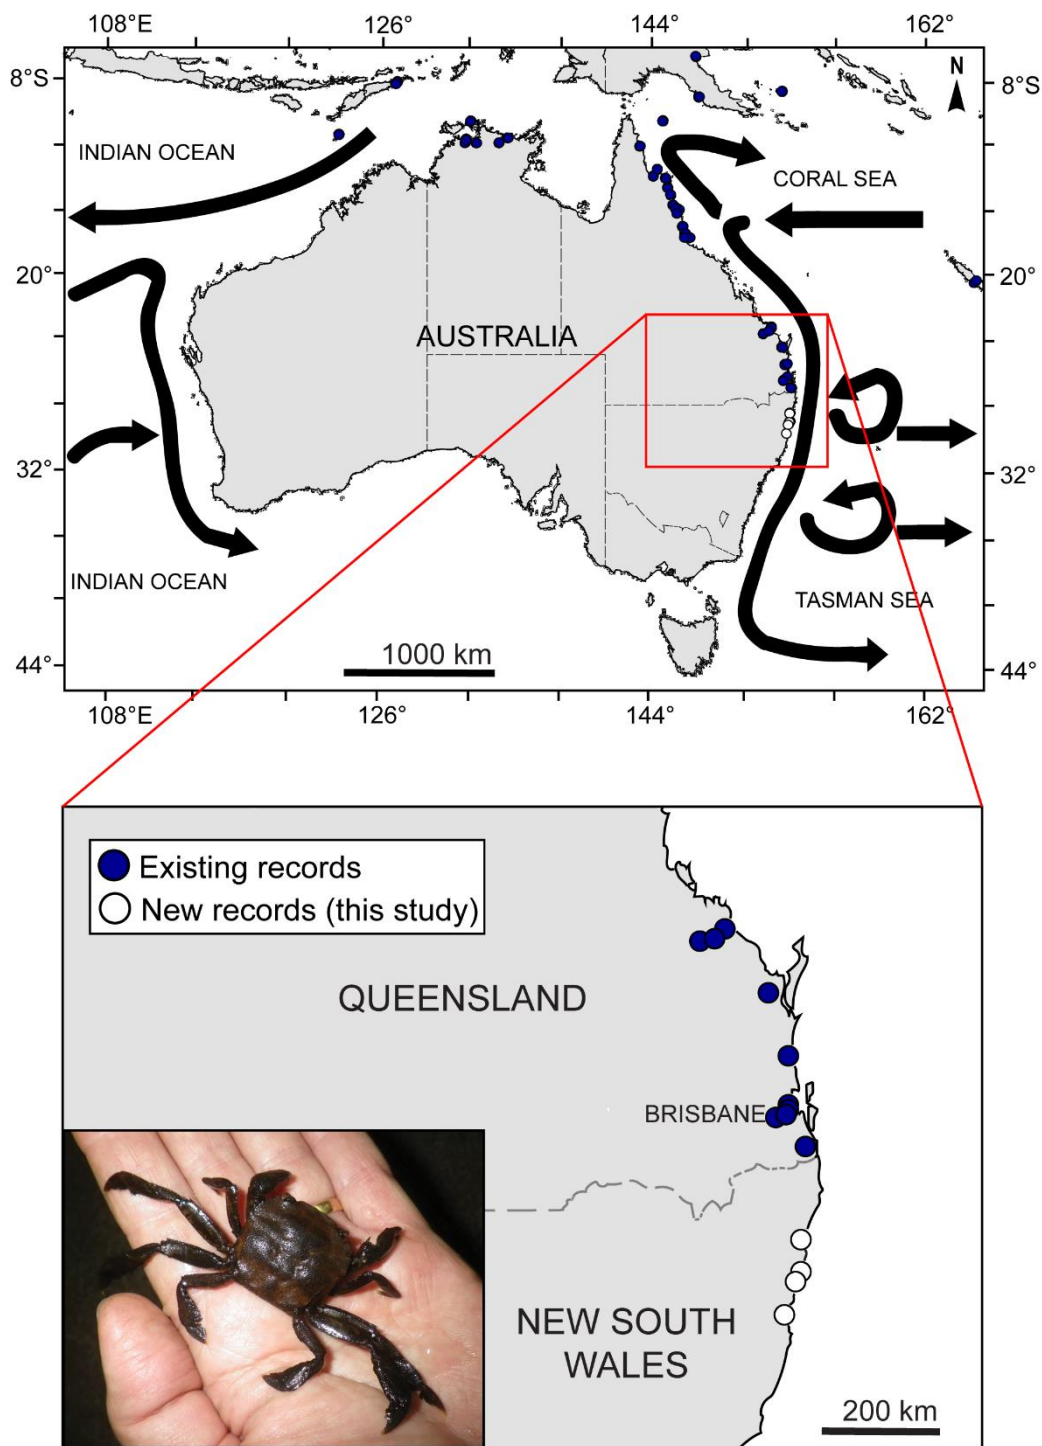 108°E 126° 144° 162°
N
8°S 8°S
INDIAN OCEAN
CORAL SEA
20° 20°
AUSTRALIA
32° 32°
INDIAN OCEAN
TASMAN SEA
1000 km
44° 44°
108°E 126° 144° 162°
Existing records
New records (this study)
QUEENSLAND
BRISBANE
NEW SOUTH
WALES
200 km